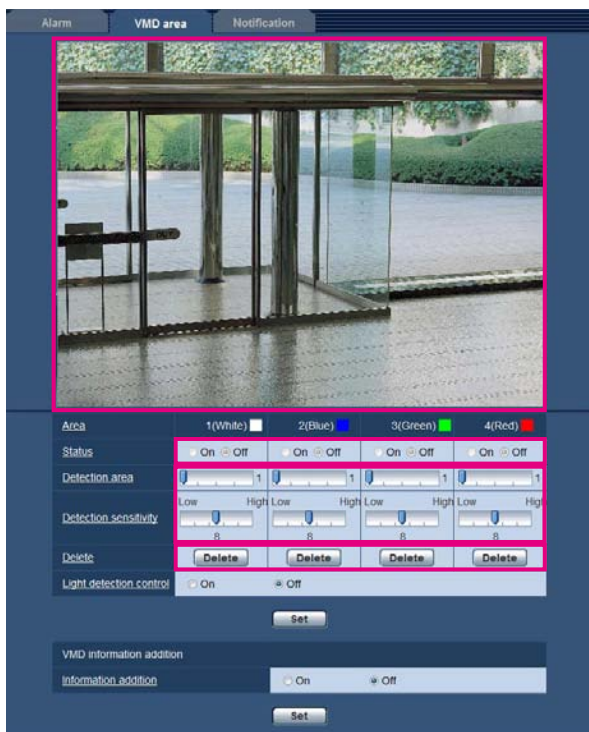 Alarm VMD area Notification
OUT
Area 1(White) 2(Blue) 3(Green) 4(Red)
Status On Off On Off On Off On Off
Detection area 1 1 1 1
Low High Low High Low High Low High
Detection sensitivity
8 8 8 8
Delete Delete Delete Delete Delete
Light detection control On Off
Set
VMD information addition
Information addition On Off
Set